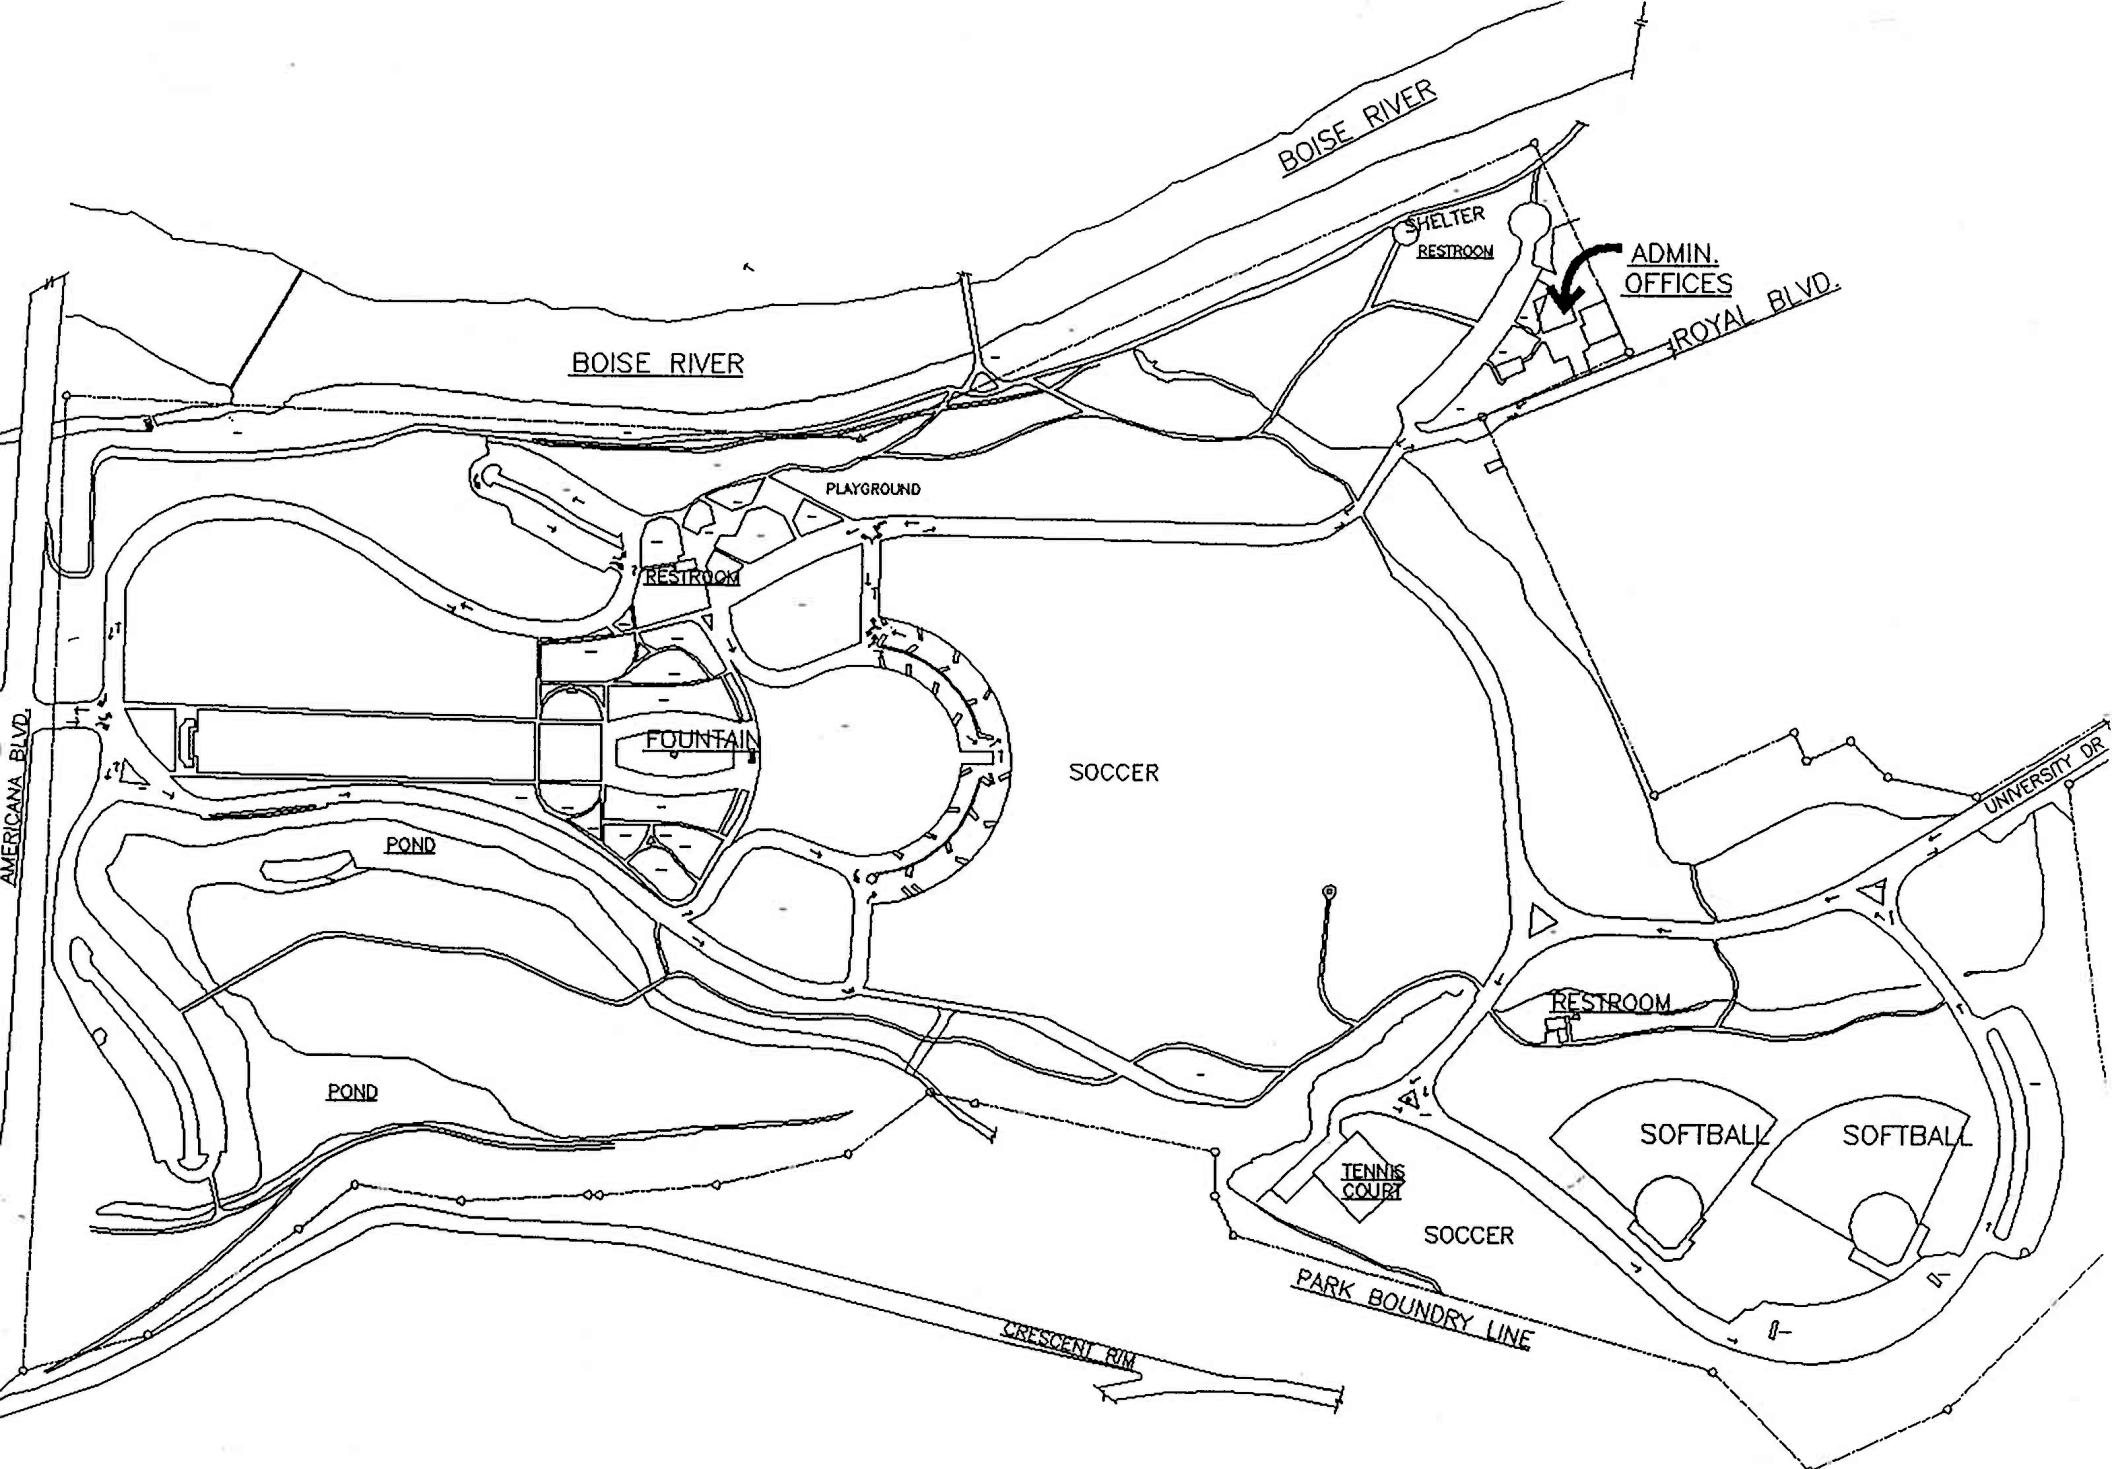 BOISE RIVER
SHELTER
RESTROOM
ADMIN.
OFFICES
ROYAL BLVD.
BOISE RIVER
PLAYGROUND
RESTROOM
AMERICANA BLVD.
FOUNTAIN
SOCCER
UNIVERSITY DR
POND
RESTROOM
POND
SOFTBALL
SOFTBALL
TENNIS
COURT
SOCCER
PARK BOUNDRY LINE
CRESCENT RIM